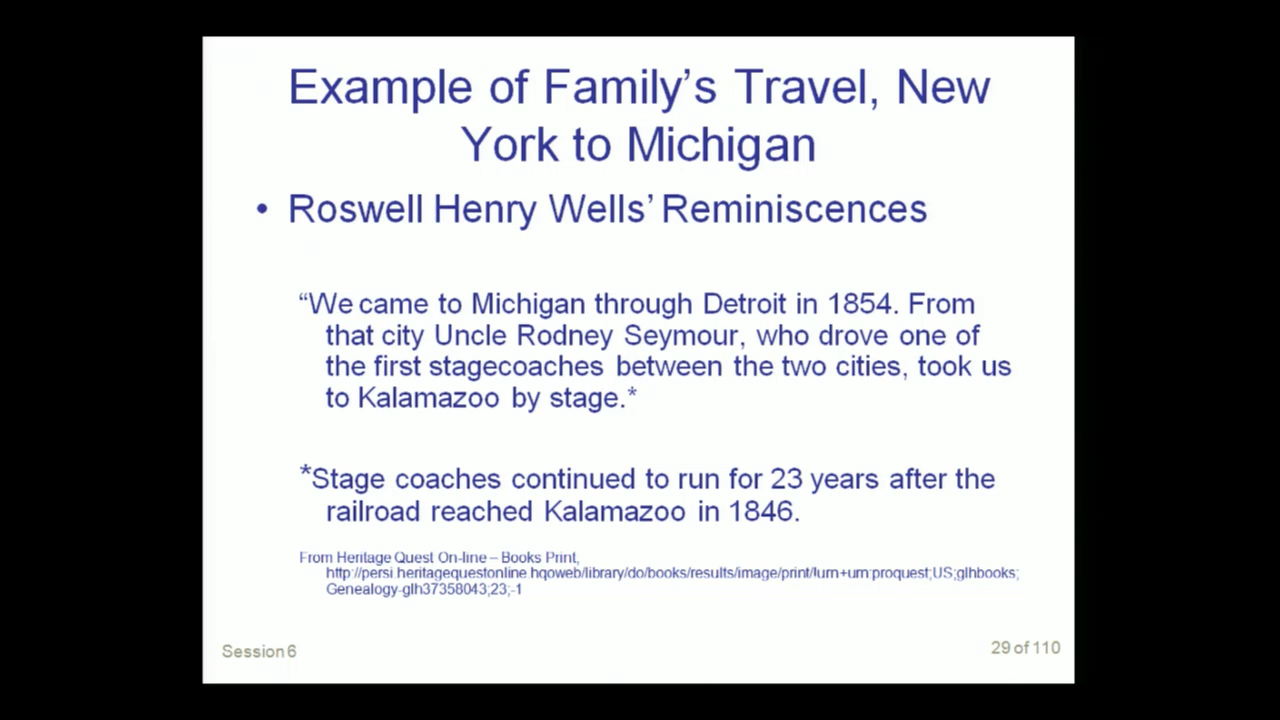 Example of Family’s Travel, New
York to Michigan
• Roswell Henry Wells’ Reminiscences
“We came to Michigan through Detroit in 1854. From
that city Uncle Rodney Seymour, who drove one of
the first stagecoaches between the two cities, took us
to Kalamazoo by stage.*
*Stage coaches continued to run for 23 years after the
railroad reached Kalamazoo in 1846.
From Heritage Quest On-line – Books Print,
http://persi.heritagequestonline.hqoweb/library/do/books/results/image/print/!urn+urn:proquest;US;glhbooks;
Genealogy-glh37358043;23;-1
Session 6
29 of 110